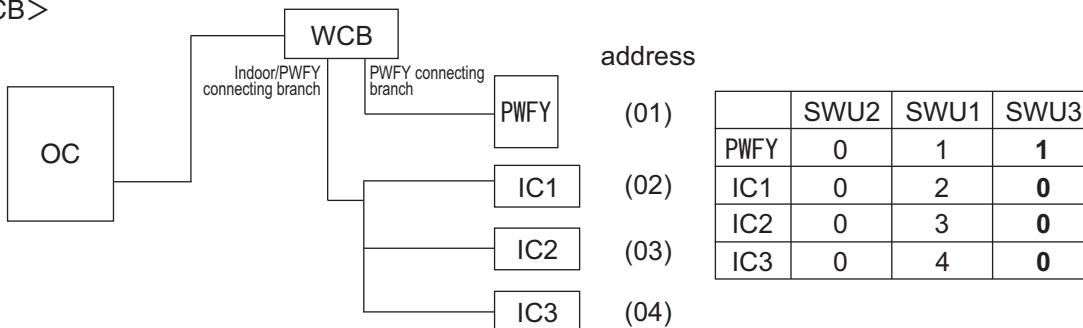 CB＞
WCB
address
Indoor/PWFY
connecting branch
PWFY connecting
branch
OC
PWFY
(01)
IC1
(02)
IC2
(03)
IC3
(04)
SWU2 SWU1 SWU3
PWFY 0 1 1
IC1 0 2 0
IC2 0 3 0
IC3 0 4 0